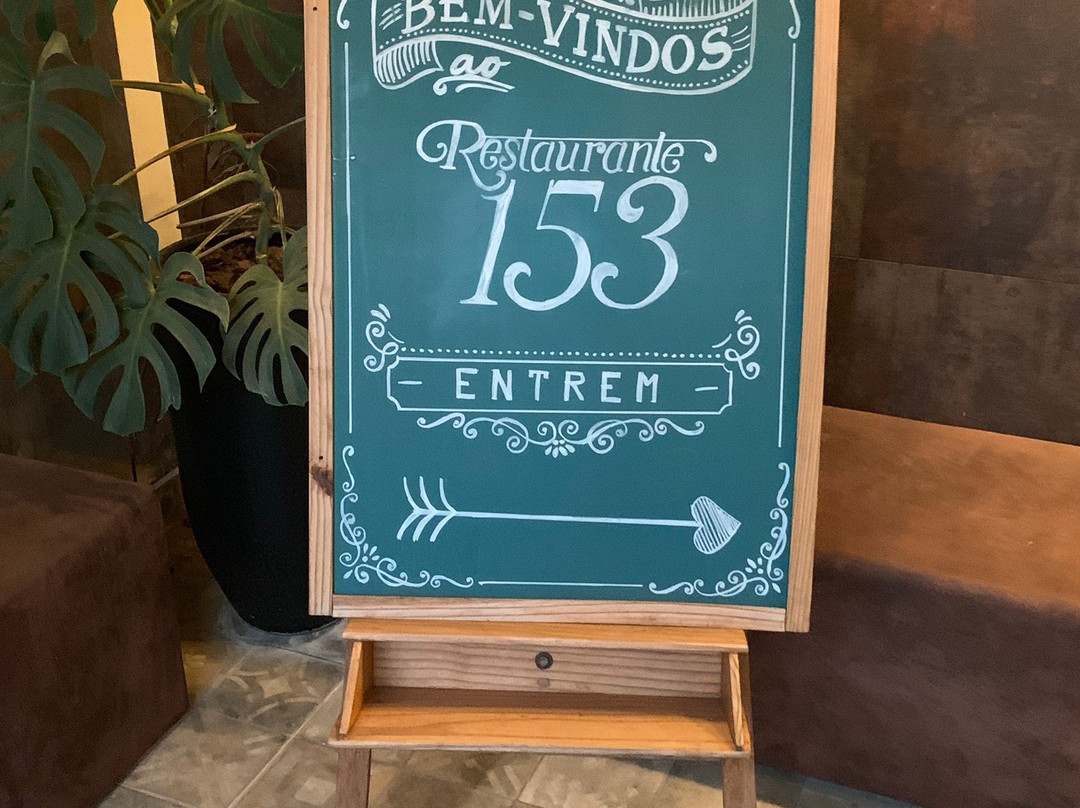 BEM-VINDOS
ao
Restaurante
153
- ENTREM -